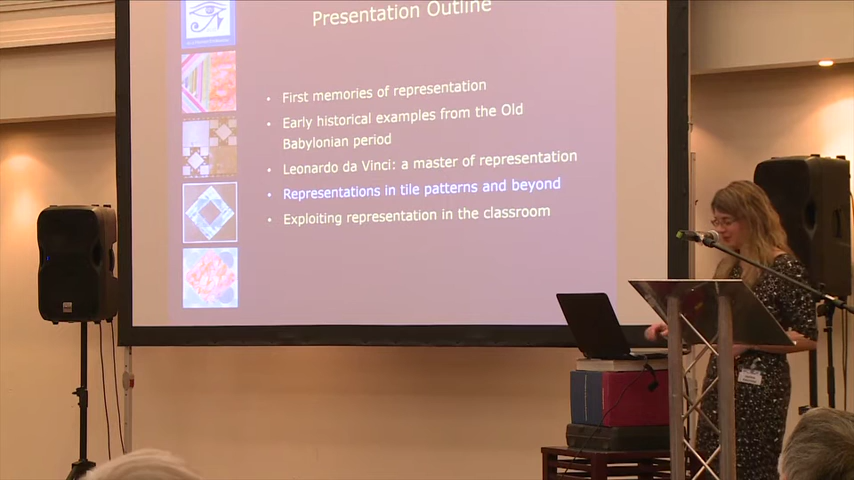 Presentation Outline
• First memories of representation
• Early historical examples from the Old
Babylonian period
• Leonardo da Vinci: a master of representation
• Representations in tile patterns and beyond
• Exploiting representation in the classroom